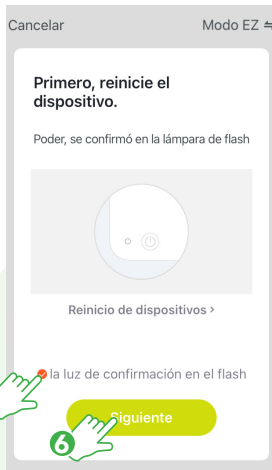 Cancelar Modo EZ
Primero, reinicie el
dispositivo.
Poder, se confirmó en la lámpara de flash
Reinicio de dispositivos >
la luz de confirmación en el flash
Siguiente
6